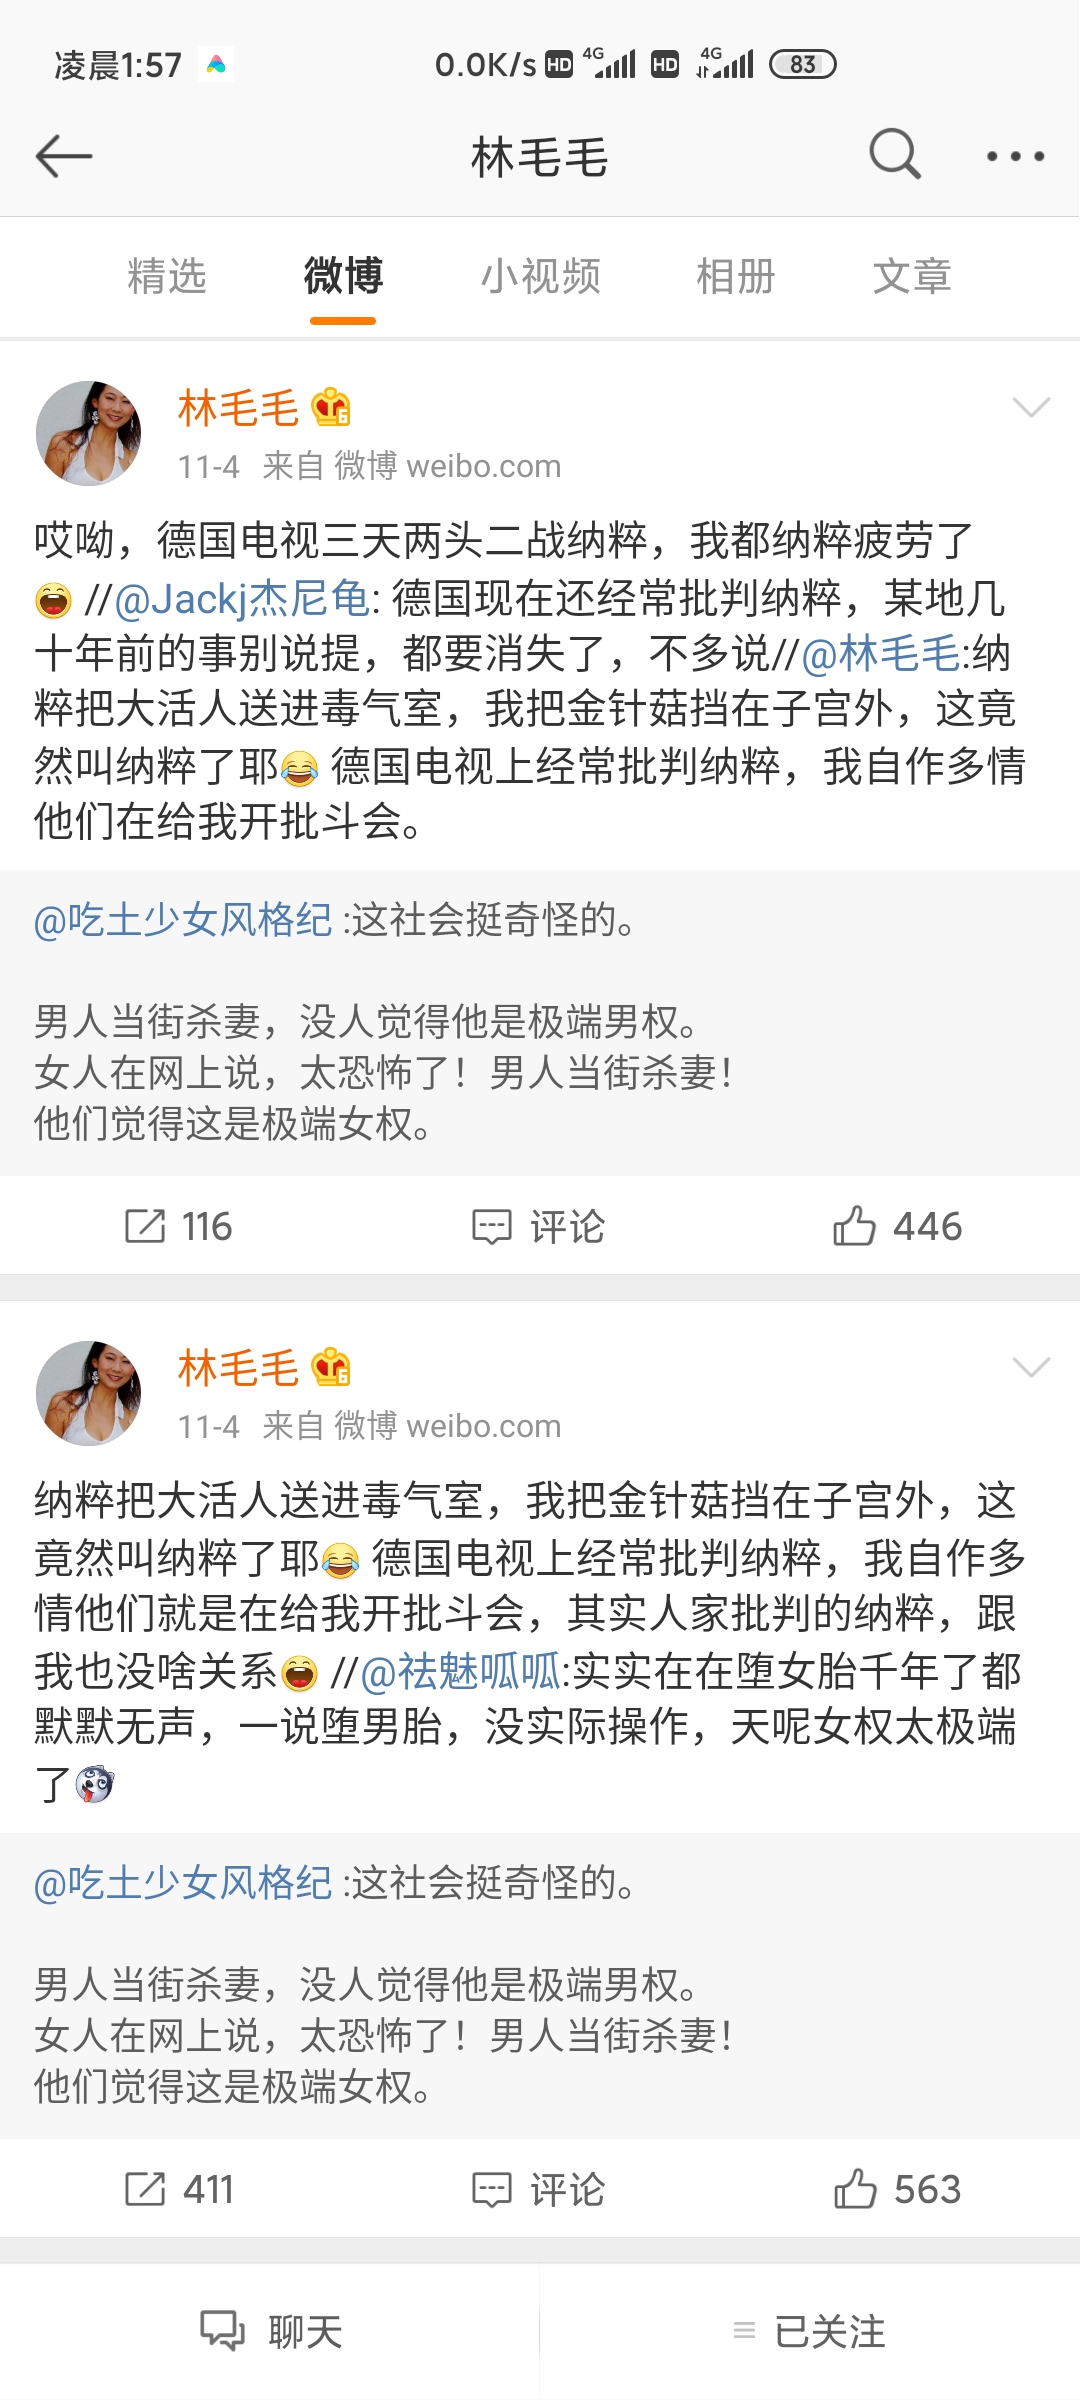 凌晨1:57 0.0K/s HD 4G HD 4G 83
林毛毛
精选 微博 小视频 相册 文章
林毛毛 6
11-4 来自 微博 weibo.com
哎呦，德国电视三天两头二战纳粹，我都纳粹疲劳了
//@Jackj杰尼龟: 德国现在还经常批判纳粹，某地几
十年前的事别说提，都要消失了，不多说//@林毛毛:纳
粹把大活人送进毒气室，我把金针菇挡在子宫外，这竟
然叫纳粹了耶😂 德国电视上经常批判纳粹，我自作多情
他们在给我开批斗会。
@吃土少女风格纪 :这社会挺奇怪的。
男人当街杀妻，没人觉得他是极端男权。
女人在网上说，太恐怖了！男人当街杀妻！
他们觉得这是极端女权。
116 评论 446
林毛毛 6
11-4 来自 微博 weibo.com
纳粹把大活人送进毒气室，我把金针菇挡在子宫外，这
竟然叫纳粹了耶😂 德国电视上经常批判纳粹，我自作多
情他们就是在给我开批斗会，其实人家批判的纳粹，跟
我也没啥关系 //@祛魅呱呱:实实在在堕女胎千年了都
默默无声，一说堕男胎，没实际操作，天呢女权太极端
了
@吃土少女风格纪 :这社会挺奇怪的。
男人当街杀妻，没人觉得他是极端男权。
女人在网上说，太恐怖了！男人当街杀妻！
他们觉得这是极端女权。
411 评论 563
聊天 已关注